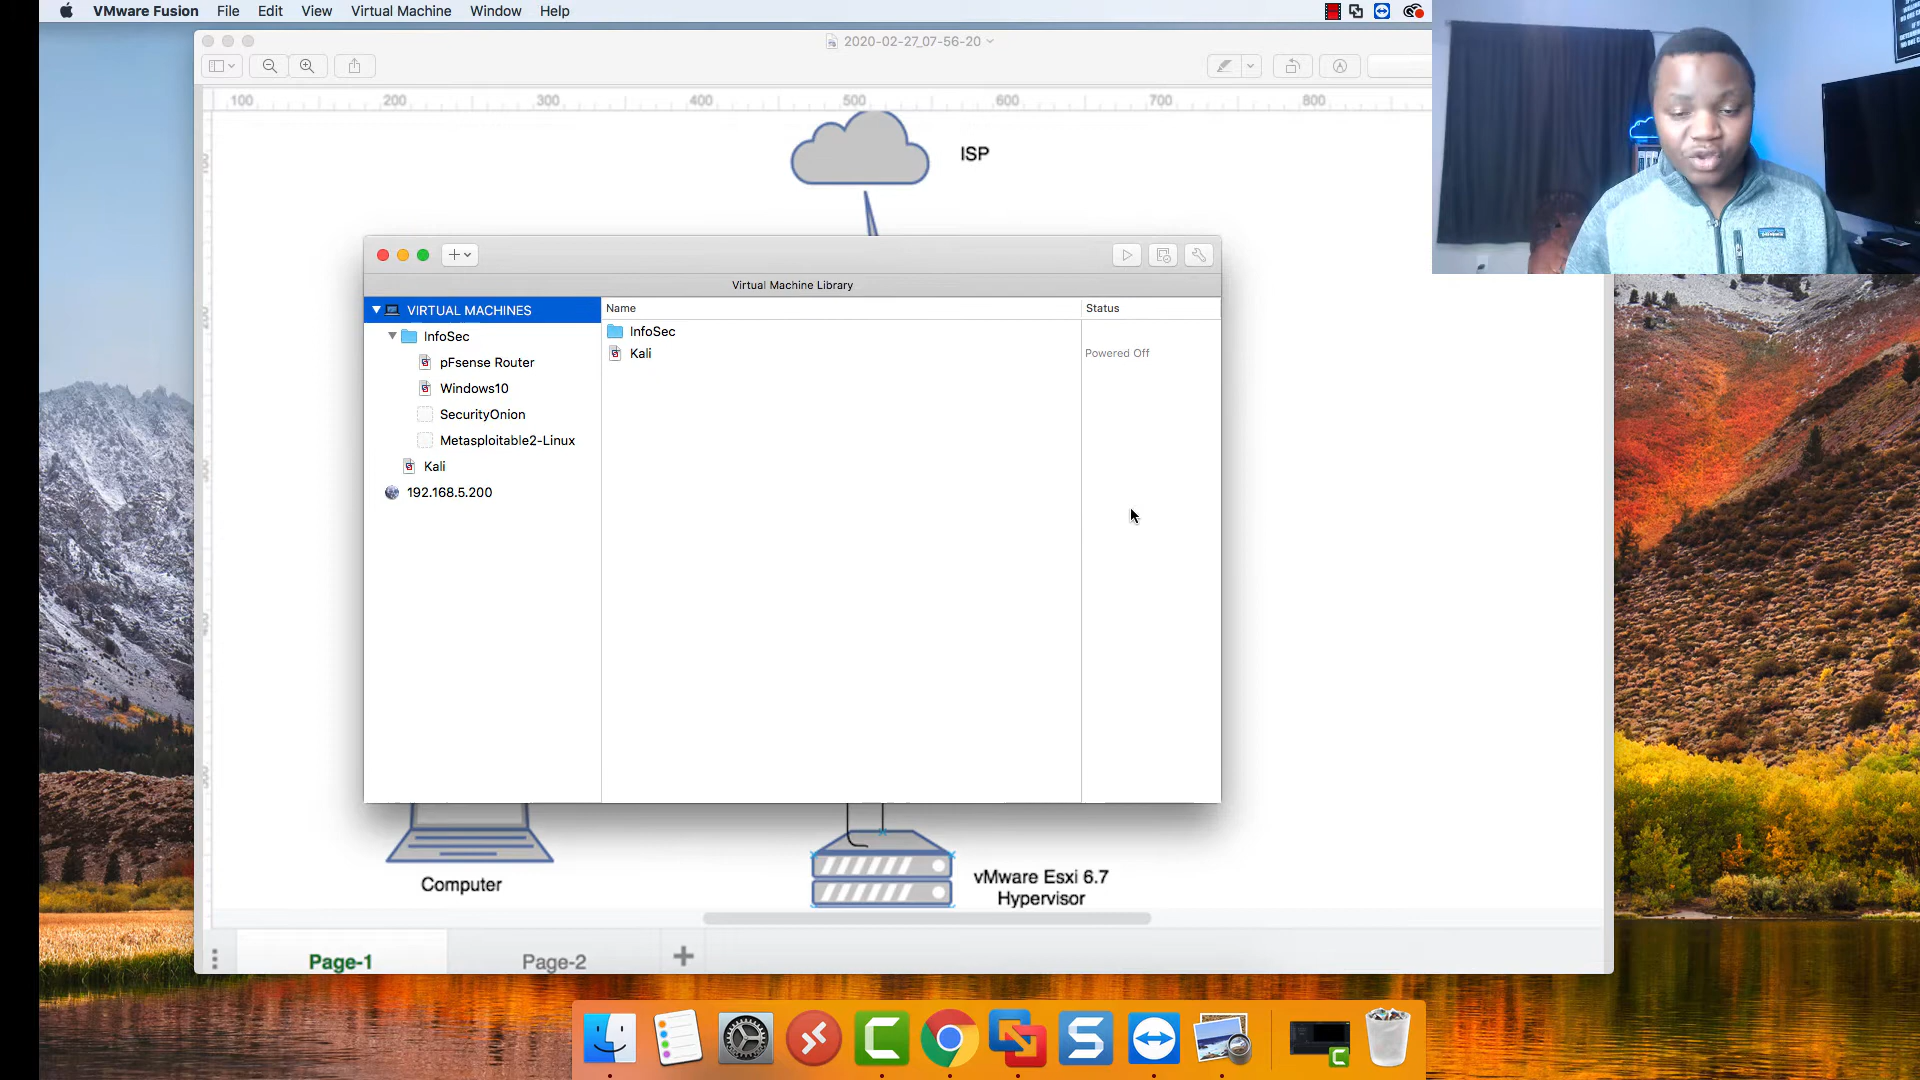 VMware Fusion File Edit View Virtual Machine Window Help
2020-02-27_07-56-20
100 200 300 400 500 600 700 800
ISP
Virtual Machine Library
VIRTUAL MACHINES
InfoSec
pFsense Router
Windows10
SecurityOnion
Metasploitable2-Linux
Kali
192.168.5.200
Name Status
InfoSec
Kali Powered Off
Computer
vMware Esxi 6.7
Hypervisor
Page-1 Page-2